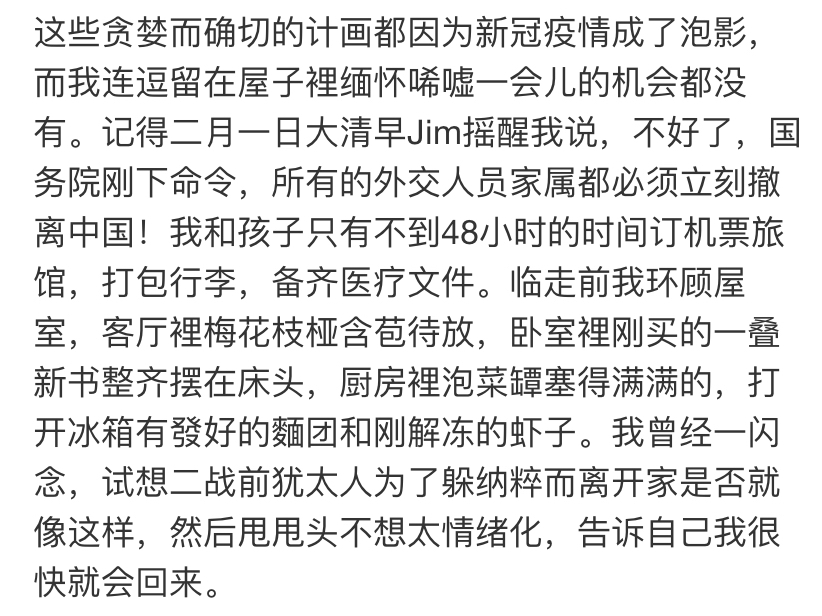 这些贪婪而确切的计画都因为新冠疫情成了泡影，
而我连逗留在屋子裡缅怀唏嘘一会儿的机会都没
有。记得二月一日大清早Jim摇醒我说，不好了，国
务院刚下命令，所有的外交人员家属都必须立刻撤
离中国！我和孩子只有不到48小时的时间订机票旅
馆，打包行李，备齐医疗文件。临走前我环顾屋
室，客厅裡梅花枝桠含苞待放，卧室裡刚买的一叠
新书整齐摆在床头，厨房裡泡菜罈塞得满满的，打
开冰箱有發好的麵团和刚解冻的虾子。我曾经一闪
念，试想二战前犹太人为了躲纳粹而离开家是否就
像这样，然后甩甩头不想太情绪化，告诉自己我很
快就会回来。